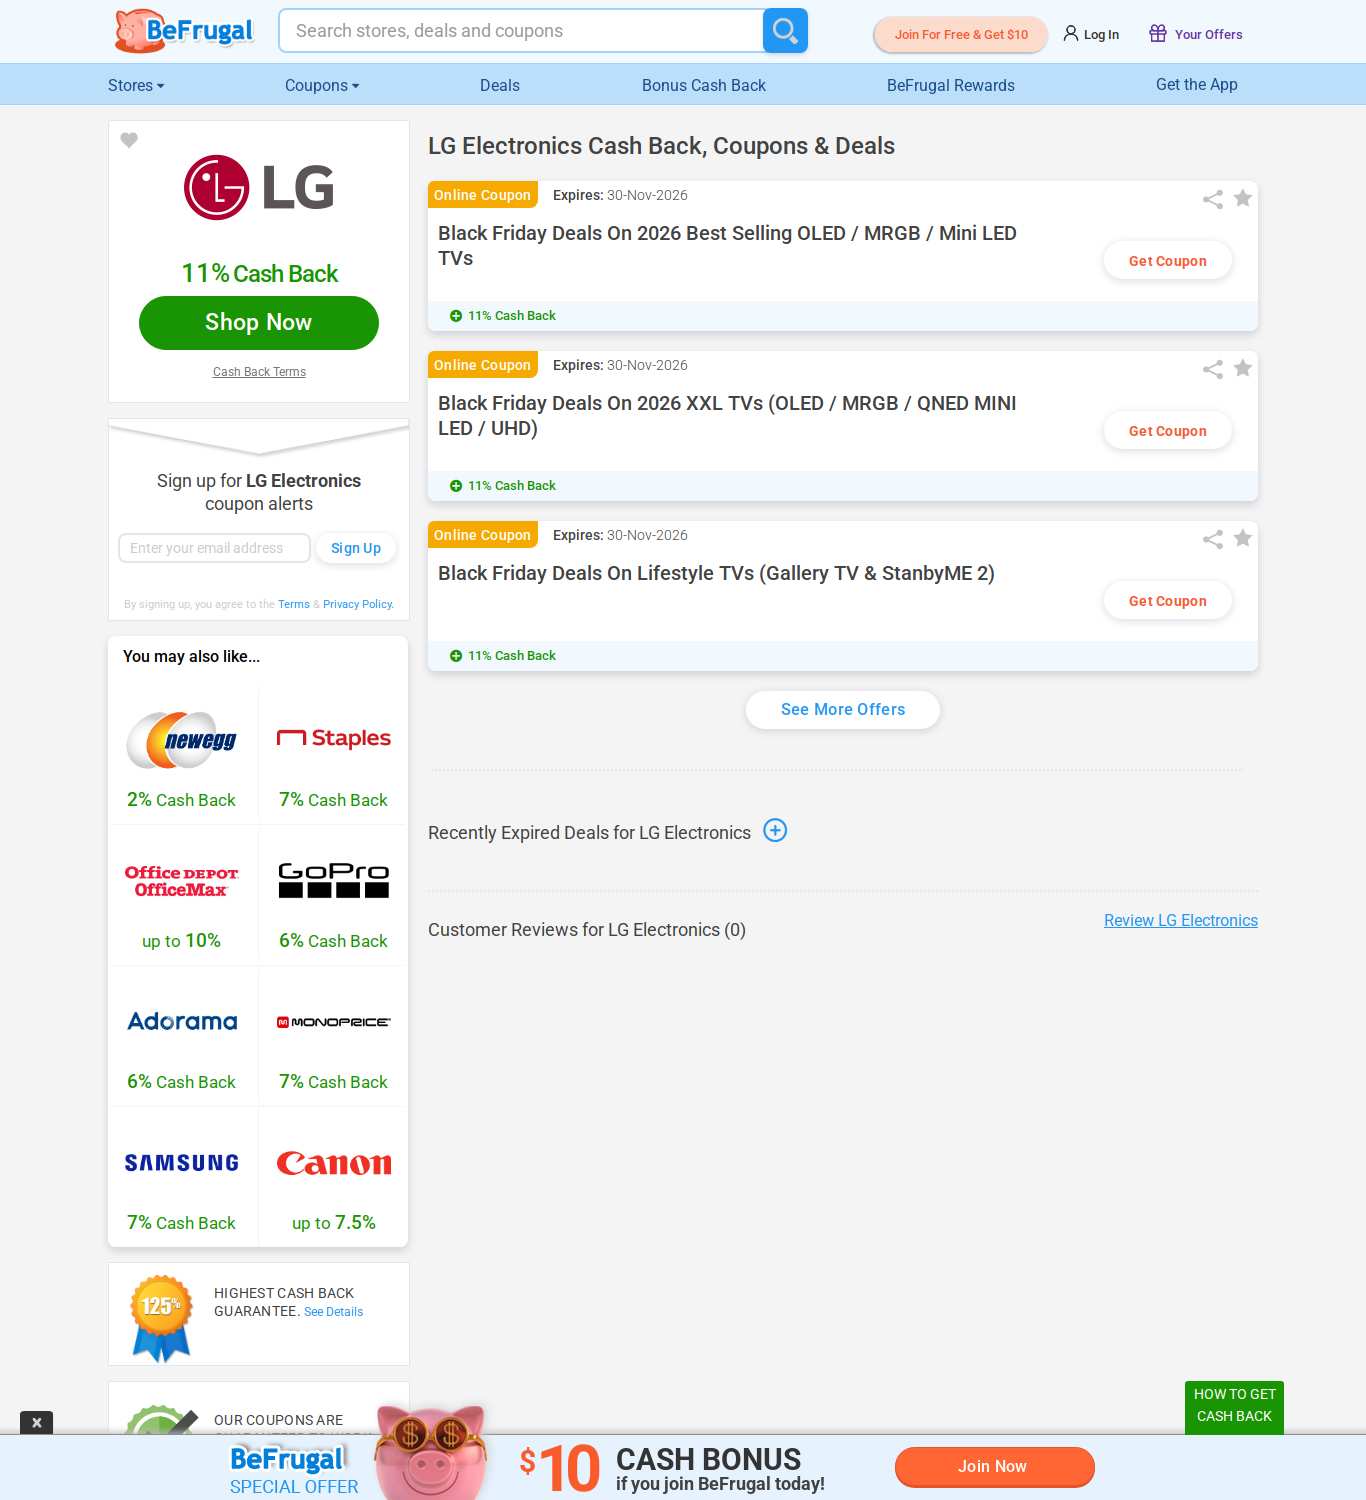 BeFrugal
Search stores, deals and coupons
Join For Free & Get $10
Log In
Your Offers
Stores
Coupons
Deals
Bonus Cash Back
BeFrugal Rewards
Get the App
LG
11% Cash Back
Shop Now
Cash Back Terms
Sign up for LG Electronics
coupon alerts
Enter your email address
Sign Up
By signing up, you agree to the Terms & Privacy Policy.
You may also like...
newegg
2% Cash Back
Staples
7% Cash Back
Office DEPOT
OfficeMax
up to 10%
GoPro
6% Cash Back
Adorama
6% Cash Back
MONOPRICE
7% Cash Back
SAMSUNG
7% Cash Back
Canon
up to 7.5%
125%
HIGHEST CASH BACK
GUARANTEE. See Details
OUR COUPONS ARE
LG Electronics Cash Back, Coupons & Deals
Online Coupon
Expires: 30-Nov-2026
Black Friday Deals On 2026 Best Selling OLED / MRGB / Mini LED
TVs
Get Coupon
11% Cash Back
Online Coupon
Expires: 30-Nov-2026
Black Friday Deals On 2026 XXL TVs (OLED / MRGB / QNED MINI
LED / UHD)
Get Coupon
11% Cash Back
Online Coupon
Expires: 30-Nov-2026
Black Friday Deals On Lifestyle TVs (Gallery TV & StanbyME 2)
Get Coupon
11% Cash Back
See More Offers
Recently Expired Deals for LG Electronics
Customer Reviews for LG Electronics (0)
Review LG Electronics
HOW TO GET
CASH BACK
x
BeFrugal
SPECIAL OFFER
$ $
$10
CASH BONUS
if you join BeFrugal today!
Join Now